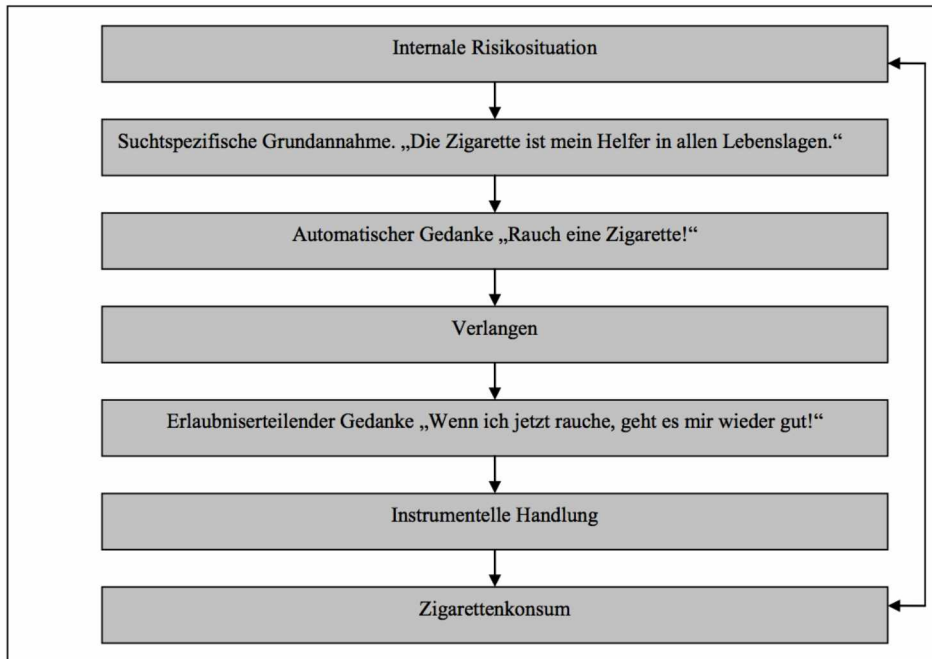 Internale Risikosituation
Suchtspezifische Grundannahme. „Die Zigarette ist mein Helfer in allen Lebenslagen.“
Automatischer Gedanke „Rauch eine Zigarette!“
Verlangen
Erlaubniserteilender Gedanke „Wenn ich jetzt rauche, geht es mir wieder gut!“
Instrumentelle Handlung
Zigarettenkonsum